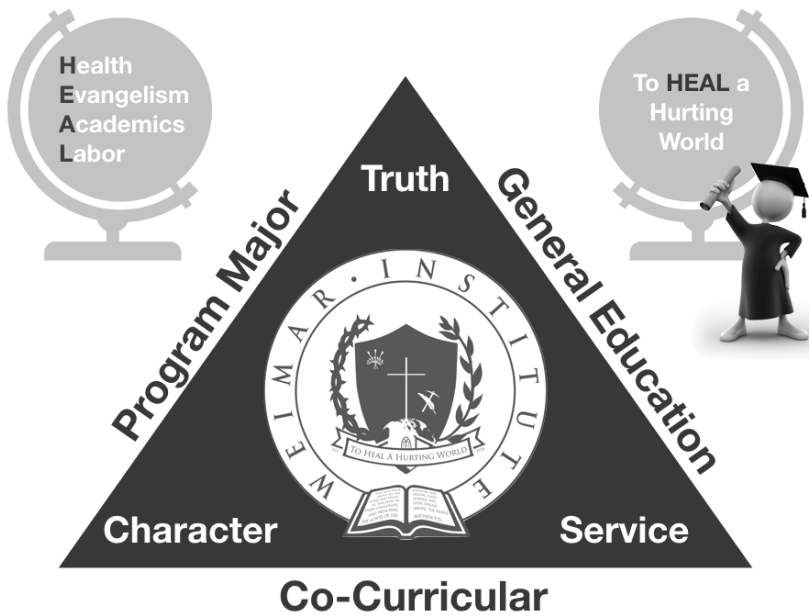 Health
Evangelism
Academics
Labor
To HEAL a
Hurting
World
Truth
Program Major
General Education
WEIMAR · INSTITUTE
TO HEAL A HURTING WORLD
Character
Service
Co-Curricular